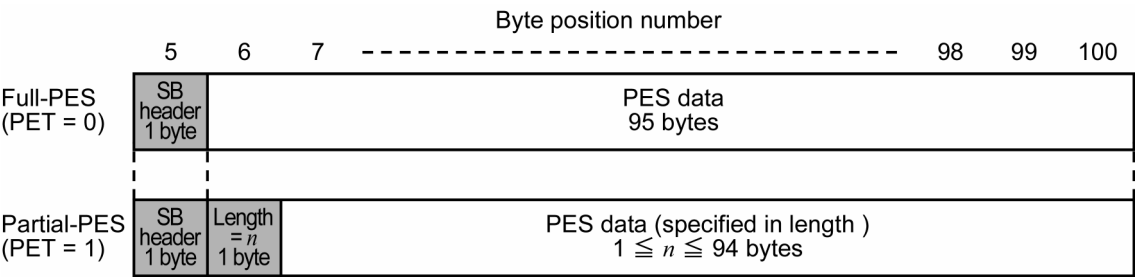 Byte position number
5 6 7 98 99 100
Full-PES
(PET = 0)
SB
header
1 byte
PES data
95 bytes
Partial-PES
(PET = 1)
SB
header
1 byte
Length
= n
1 byte
PES data (specified in length )
1 ≦ n ≦ 94 bytes